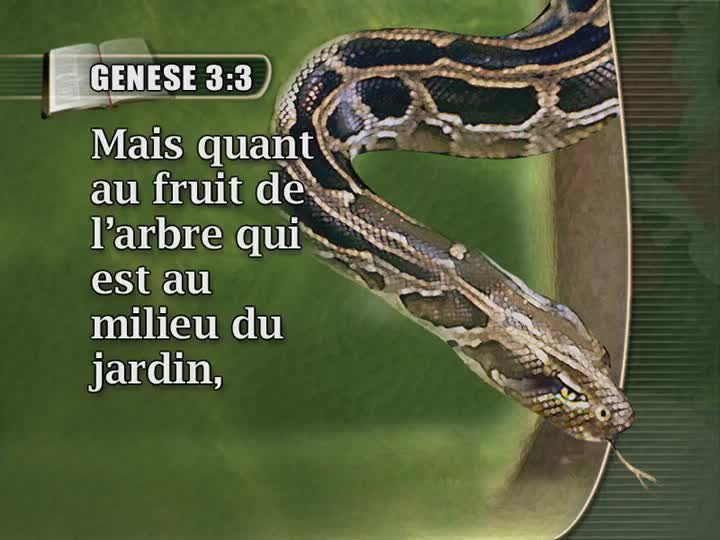 GENESE 3:3
Mais quant
au fruit de
l'arbre qui
est au
milieu du
jardin,